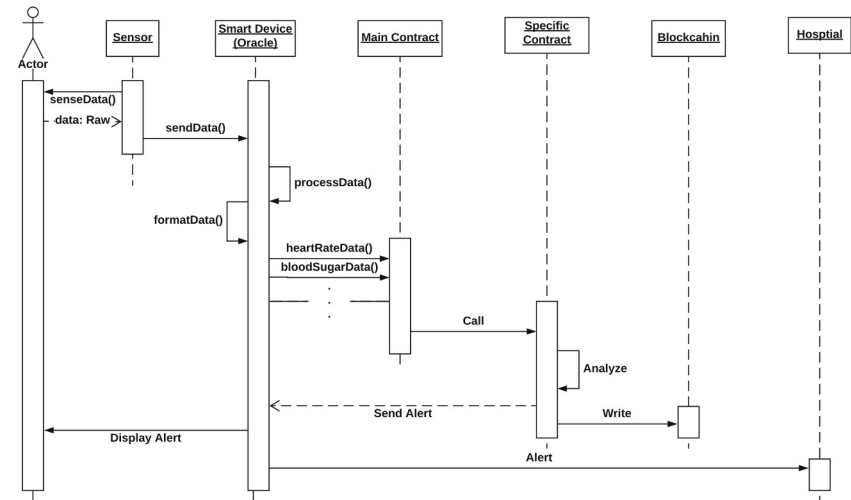 Actor
Sensor
Smart Device
(Oracle)
Main Contract
Specific
Contract
Blockcahin
Hosptial
senseData()
data: Raw
sendData()
processData()
formatData()
heartRateData()
bloodSugarData()
.
.
.
Call
Analyze
Send Alert
Write
Display Alert
Alert